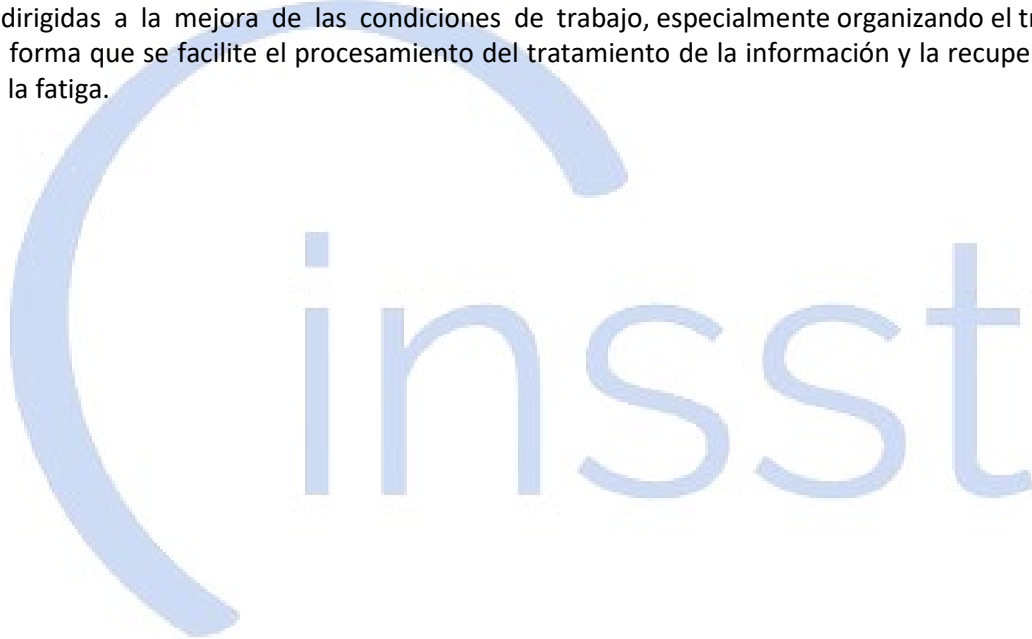 dirigidas a la mejora de las condiciones de trabajo, especialmente organizando el
forma que se facilite el procesamiento del tratamiento de la información y la
la fatiga.
insst